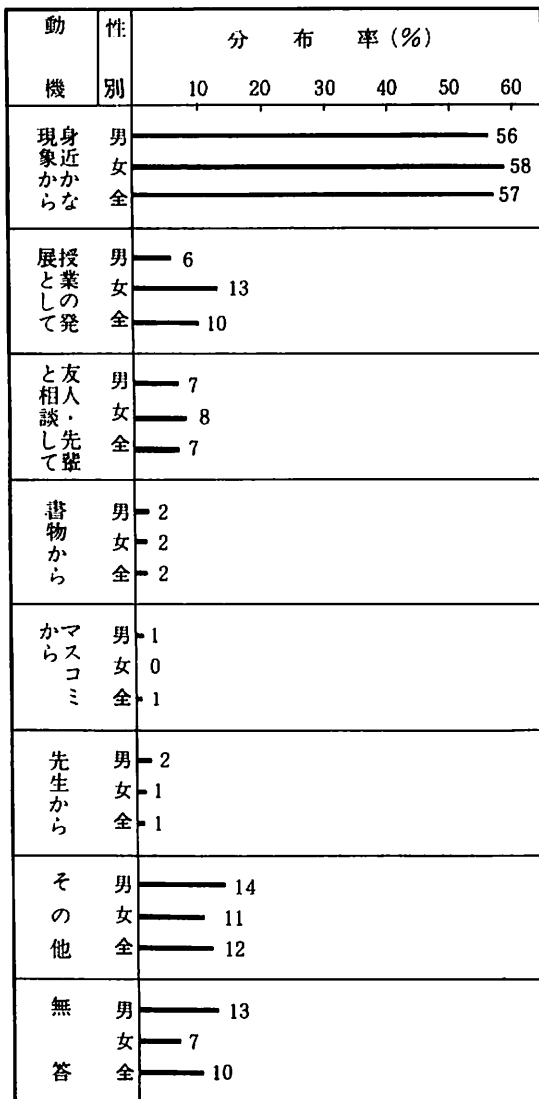 動機 性別 分布率(%)
10 20 30 40 50 60
身近かな現象から
男 56
女 58
全 57
授業の発展として
男 6
女 13
全 10
友人・先輩と相談して
男 7
女 8
全 7
書物から
男 2
女 2
全 2
マスコミから
男 1
女 0
全 1
先生から
男 2
女 1
全 1
その他
男 14
女 11
全 12
無答
男 13
女 7
全 10